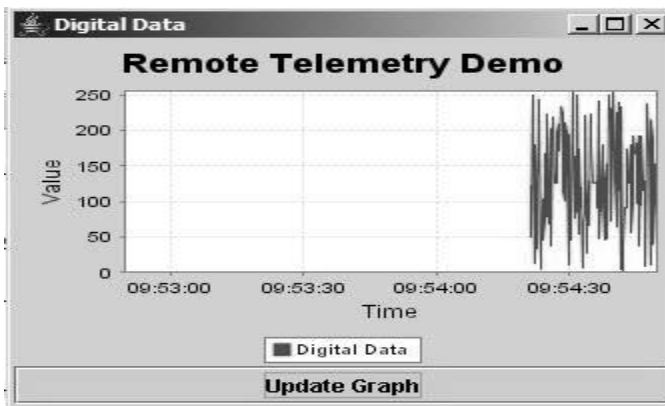 Digital Data
Remote Telemetry Demo
250
200
150
100
50
0
Value
09:53:00 09:53:30 09:54:00 09:54:30
Time
Digital Data
Update Graph